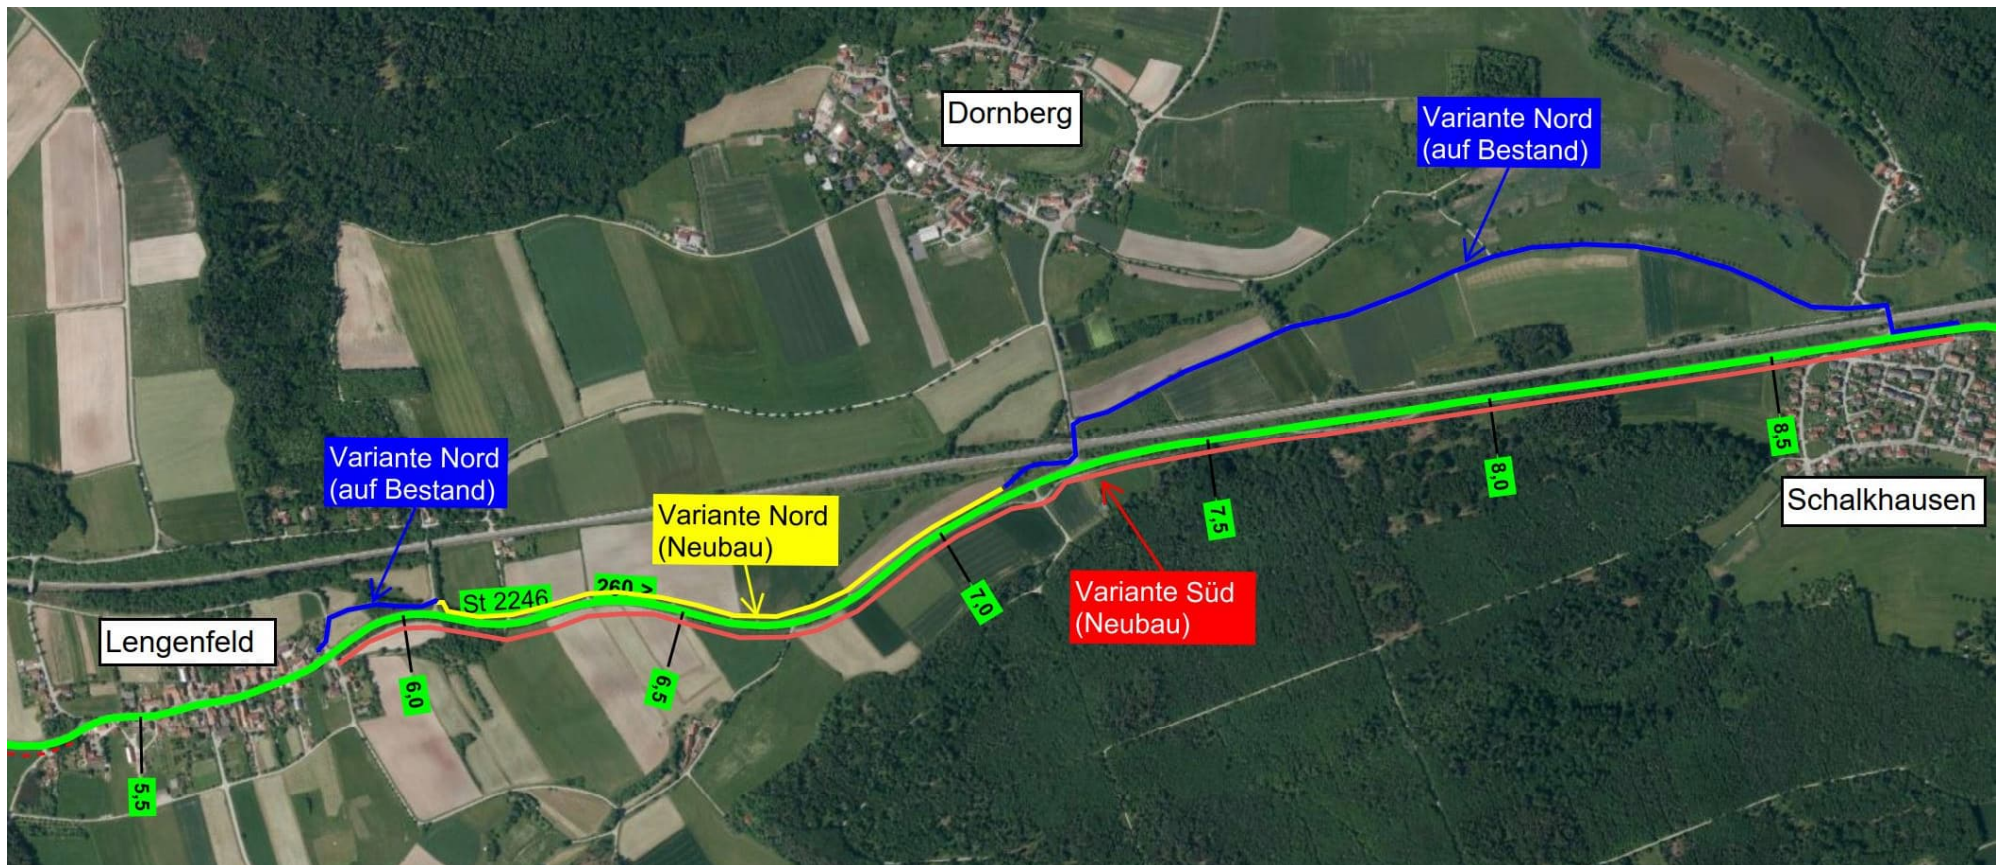 Dornberg
Variante Nord
(auf Bestand)
Variante Nord
(auf Bestand)
Variante Nord
(Neubau)
St 2246
260 >
Variante Süd
(Neubau)
Lengenfeld
Schalkhausen
5,5
6,0
6,5
7,0
7,5
8,0
8,5